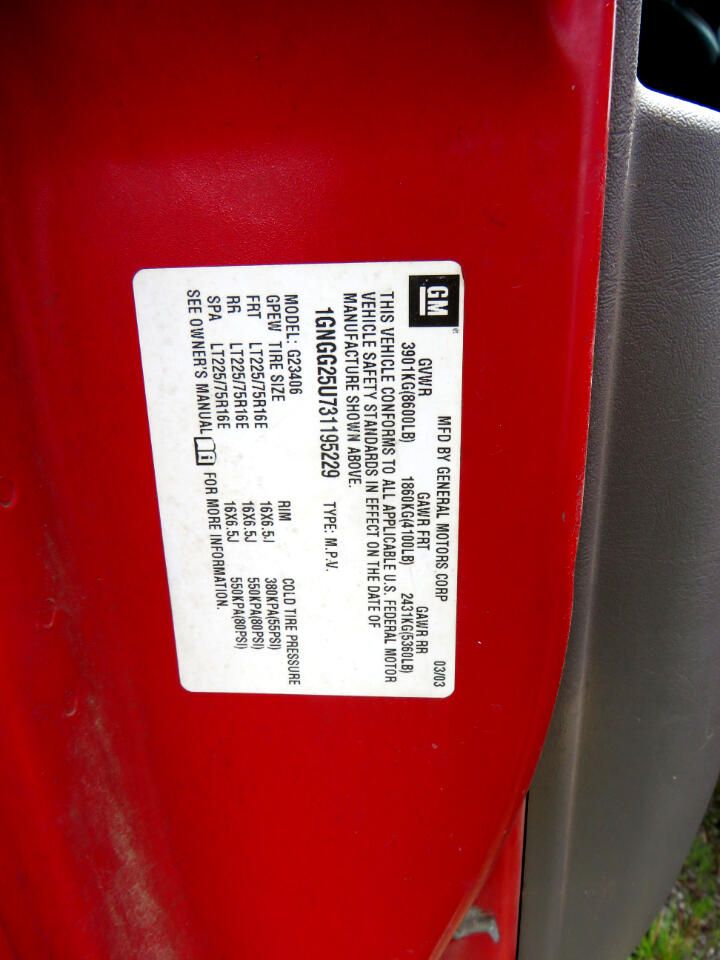 GM
MFD BY GENERAL MOTORS CORP 03/03
GVWR GAWR FRT GAWR RR
3901KG(8600LB) 1860KG(4100LB) 2431KG(5360LB)
THIS VEHICLE CONFORMS TO ALL APPLICABLE U.S. FEDERAL MOTOR
VEHICLE SAFETY STANDARDS IN EFFECT ON THE DATE OF
MANUFACTURE SHOWN ABOVE.
1GNGG25U731195229 TYPE: M.P.V.
MODEL: G23406
GPEW TIRE SIZE RIM COLD TIRE PRESSURE
FRT LT225/75R16E 16X6.5J 380KPA(55PSI)
RR LT225/75R16E 16X6.5J 550KPA(80PSI)
SPA LT225/75R16E 16X6.5J 550KPA(80PSI)
SEE OWNER'S MANUAL FOR MORE INFORMATION.